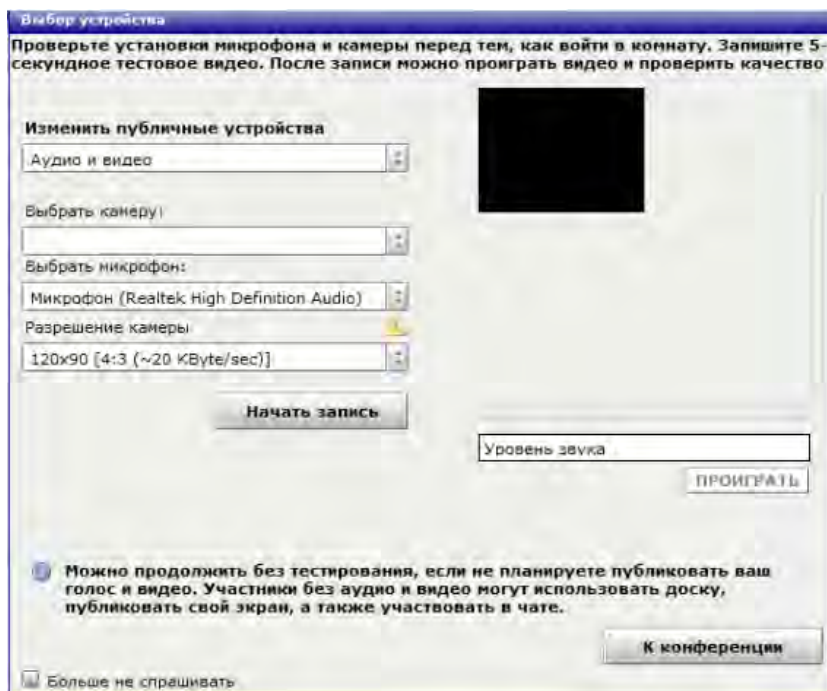 Выбор устройства
Проверьте установки микрофона и камеры перед тем, как войти в комнату. Запишите 5-
секундное тестовое видео. После записи можно проиграть видео и проверить качество
Изменить публичные устройства
Аудио и видео
Выбрать камеру:
Выбрать микрофон:
Микрофон (Realtek High Definition Audio)
Разрешение камеры
120x90 [4:3 (~20 KByte/sec)]
Начать запись
Уровень звука
ПРОИГРАТЬ
Можно продолжить без тестирования, если не планируете публиковать ваш
голос и видео. Участники без аудио и видео могут использовать доску,
публиковать свой экран, а также участвовать в чате.
К конференции
Больше не спрашивать